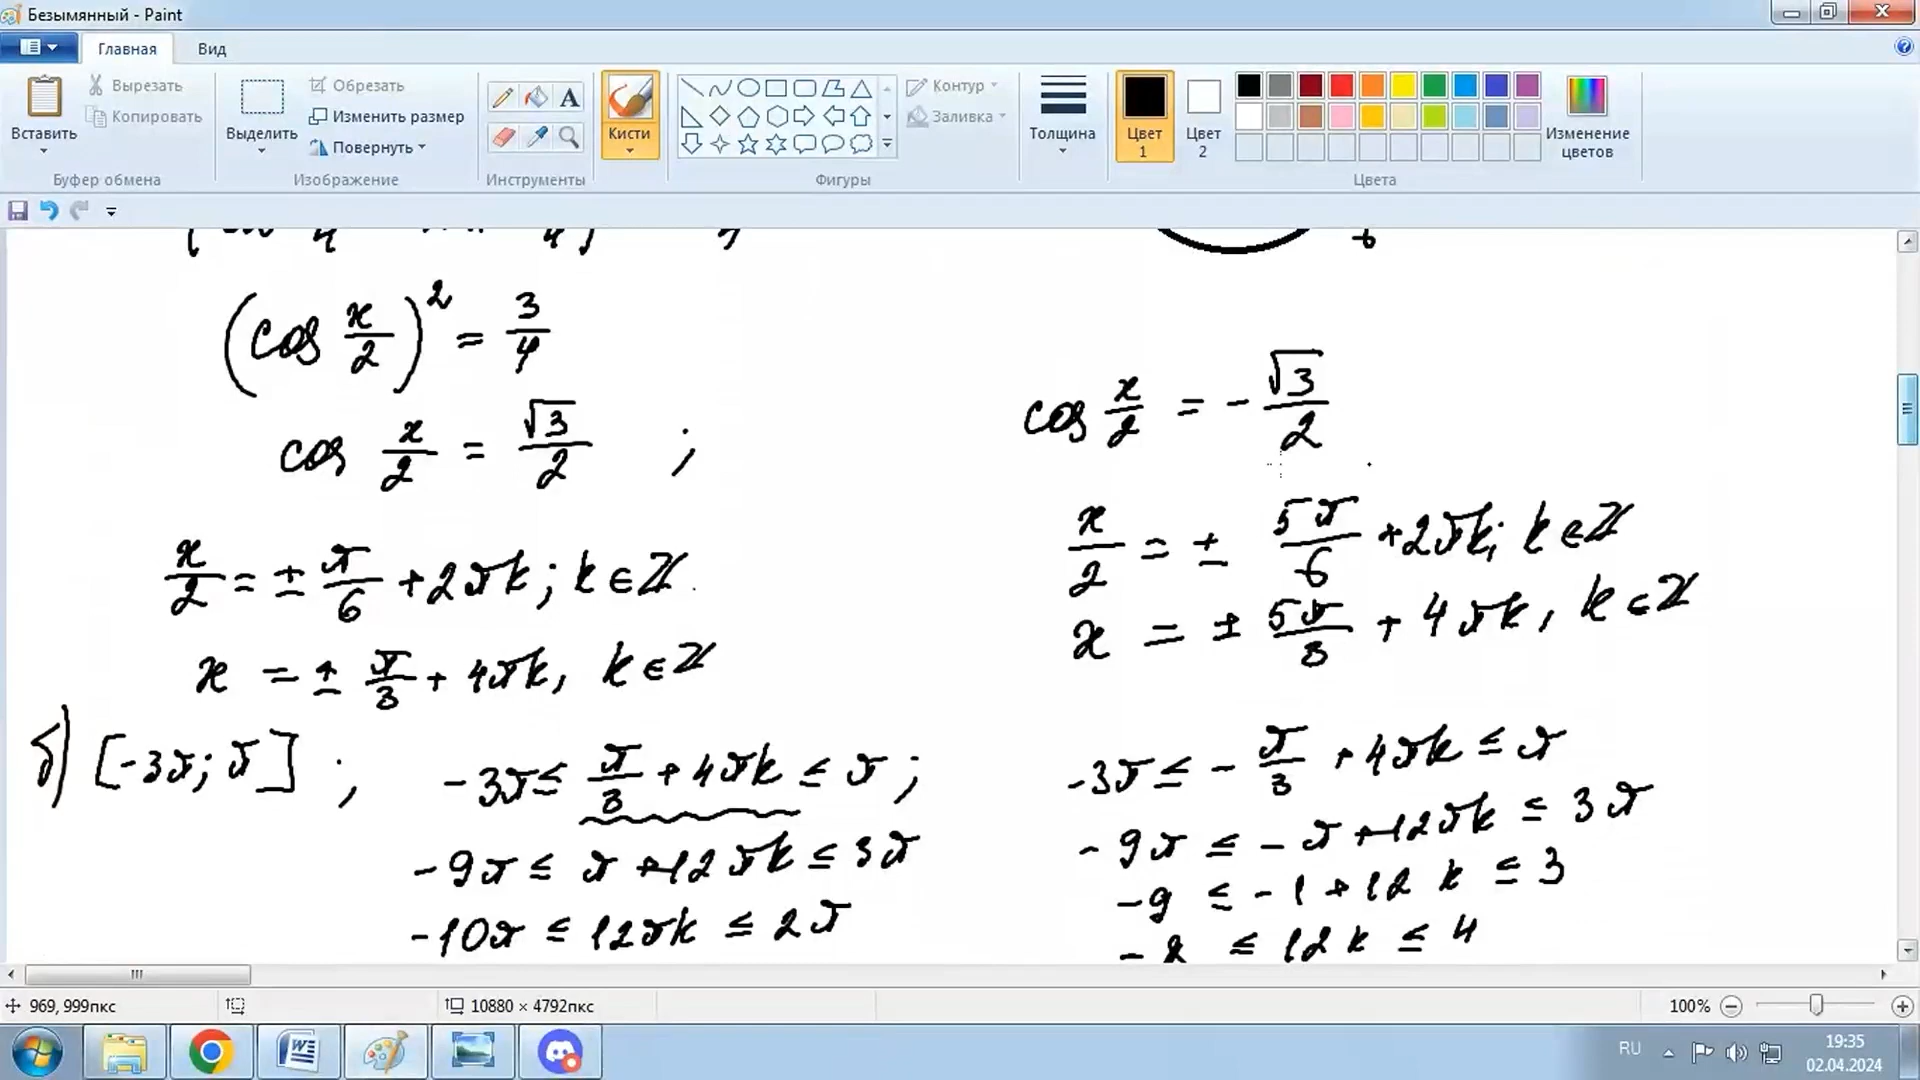 Безымянный - Paint
Главная Вид
Вставить
Вырезать
Копировать
Буфер обмена
Выделить
Обрезать
Изменить размер
Повернуть
Изображение
Инструменты
Кисти
Фигуры
Контур
Заливка
Толщина
Цвет 1
Цвет 2
Изменение цветов
Цвета
(cos x/2)² = 3/4
cos x/2 = √3/2 ;
x/2 = ± π/6 + 2πk; k ∈ ℤ
x = ± π/3 + 4πk, k ∈ ℤ
cos x/2 = - √3/2
x/2 = ± 5π/6 + 2πk; k ∈ ℤ
x = ± 5π/3 + 4πk, k ∈ ℤ
б) [-3π; π] ; -3π ≤ π/3 + 4πk ≤ π ;
-9π ≤ π + 12πk ≤ 3π
-10π ≤ 12πk ≤ 2π
-3π ≤ - π/3 + 4πk ≤ π
-9π ≤ - π + 12πk ≤ 3π
-9 ≤ -1 + 12k ≤ 3
-8 ≤ 12k ≤ 4
969, 999пкс
10880 × 4792пкс
100%
RU
19:35
02.04.2024